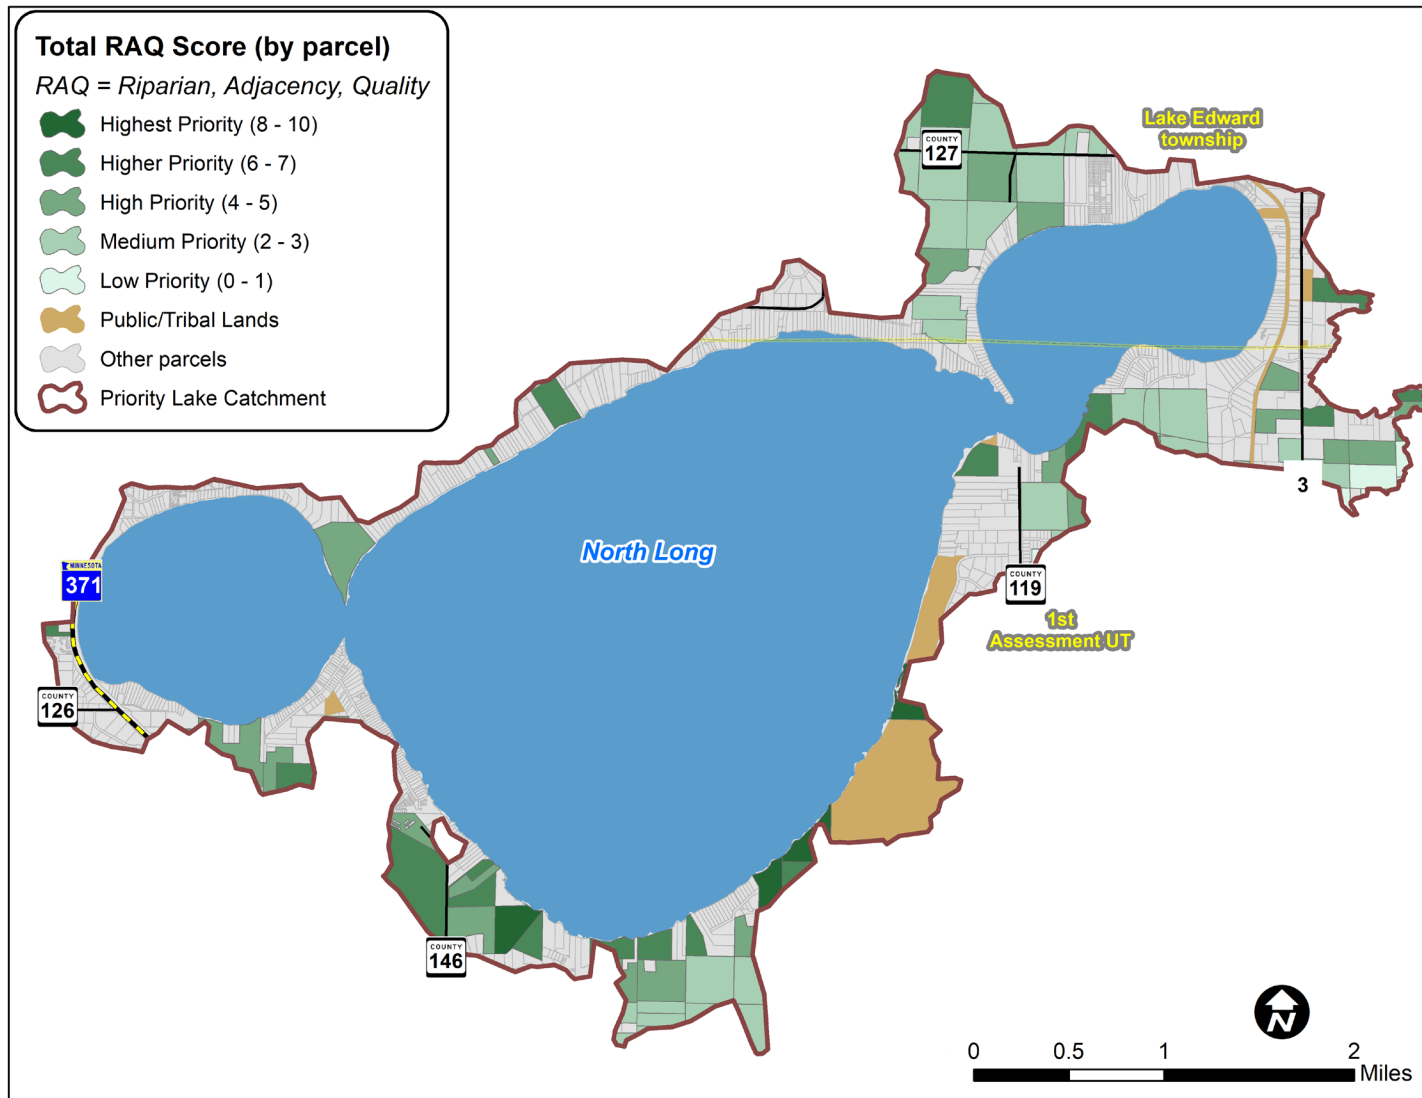 Total RAQ Score (by parcel)
RAQ = Riparian, Adjacency, Quality
Highest Priority (8 - 10)
Higher Priority (6 - 7)
High Priority (4 - 5)
Medium Priority (2 - 3)
Low Priority (0 - 1)
Public/Tribal Lands
Other parcels
Priority Lake Catchment
Lake Edward
township
COUNTY
127
3
North Long
MINNESOTA
371
COUNTY
119
1st
Assessment UT
COUNTY
126
COUNTY
146
N
0 0.5 1 2
Miles